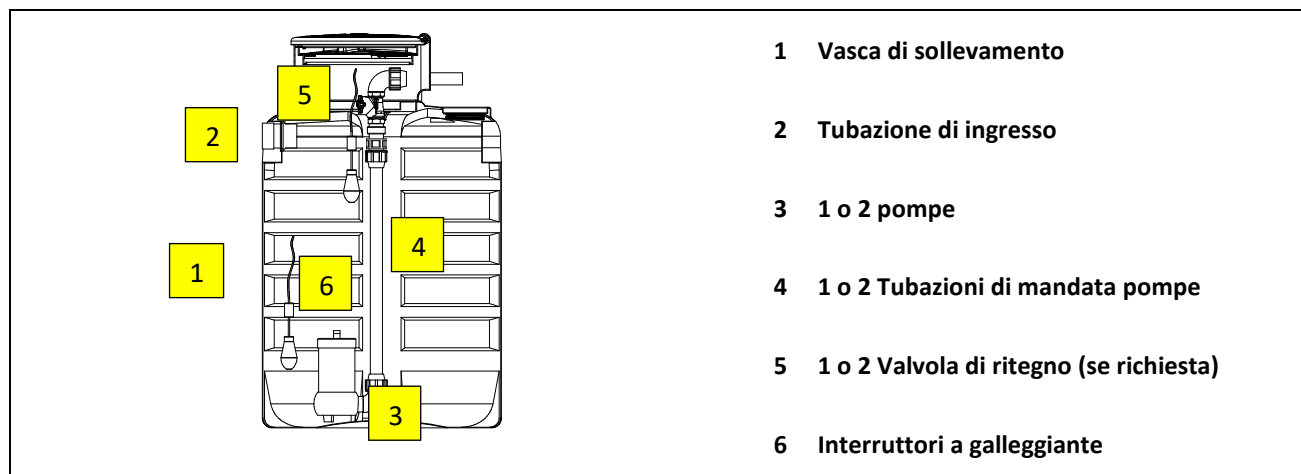 5
2
4
1
6
3
1 Vasca di sollevamento
2 Tubazione di ingresso
3 1 o 2 pompe
4 1 o 2 Tubazioni di mandata pompe
5 1 o 2 Valvola di ritegno (se richiesta)
6 Interruttori a galleggiante